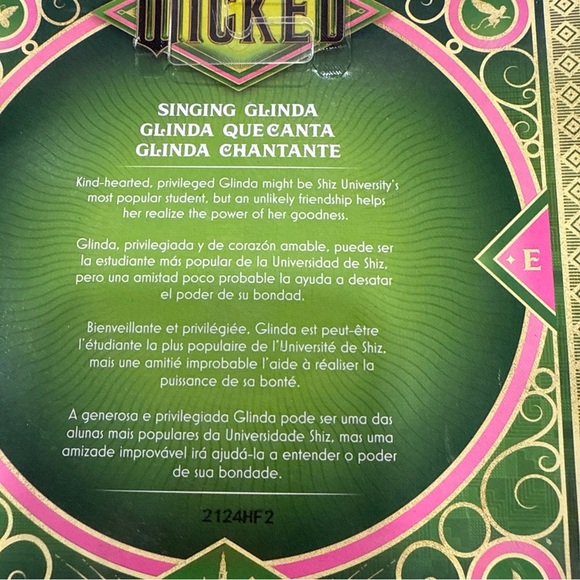 WICKED
SINGING GLINDA
GLINDA QUE CANTA
GLINDA CHANTANTE
Kind-hearted, privileged Glinda might be Shiz University's
most popular student, but an unlikely friendship helps
her realize the power of her goodness.
Glinda, privilegiada y de corazón amable, puede ser
la estudiante más popular de la Universidad de Shiz,
pero una amistad poco probable la ayuda a desatar
el poder de su bondad.
Bienveillante et privilégiée, Glinda est peut-être
l'étudiante la plus populaire de l'Université de Shiz,
mais une amitié improbable l'aide à réaliser la
puissance de sa bonté.
A generosa e privilegiada Glinda pode ser uma das
alunas mais populares da Universidade Shiz, mas uma
amizade improvável irá ajudá-la a entender o poder
de sua bondade.
2124HF2
E